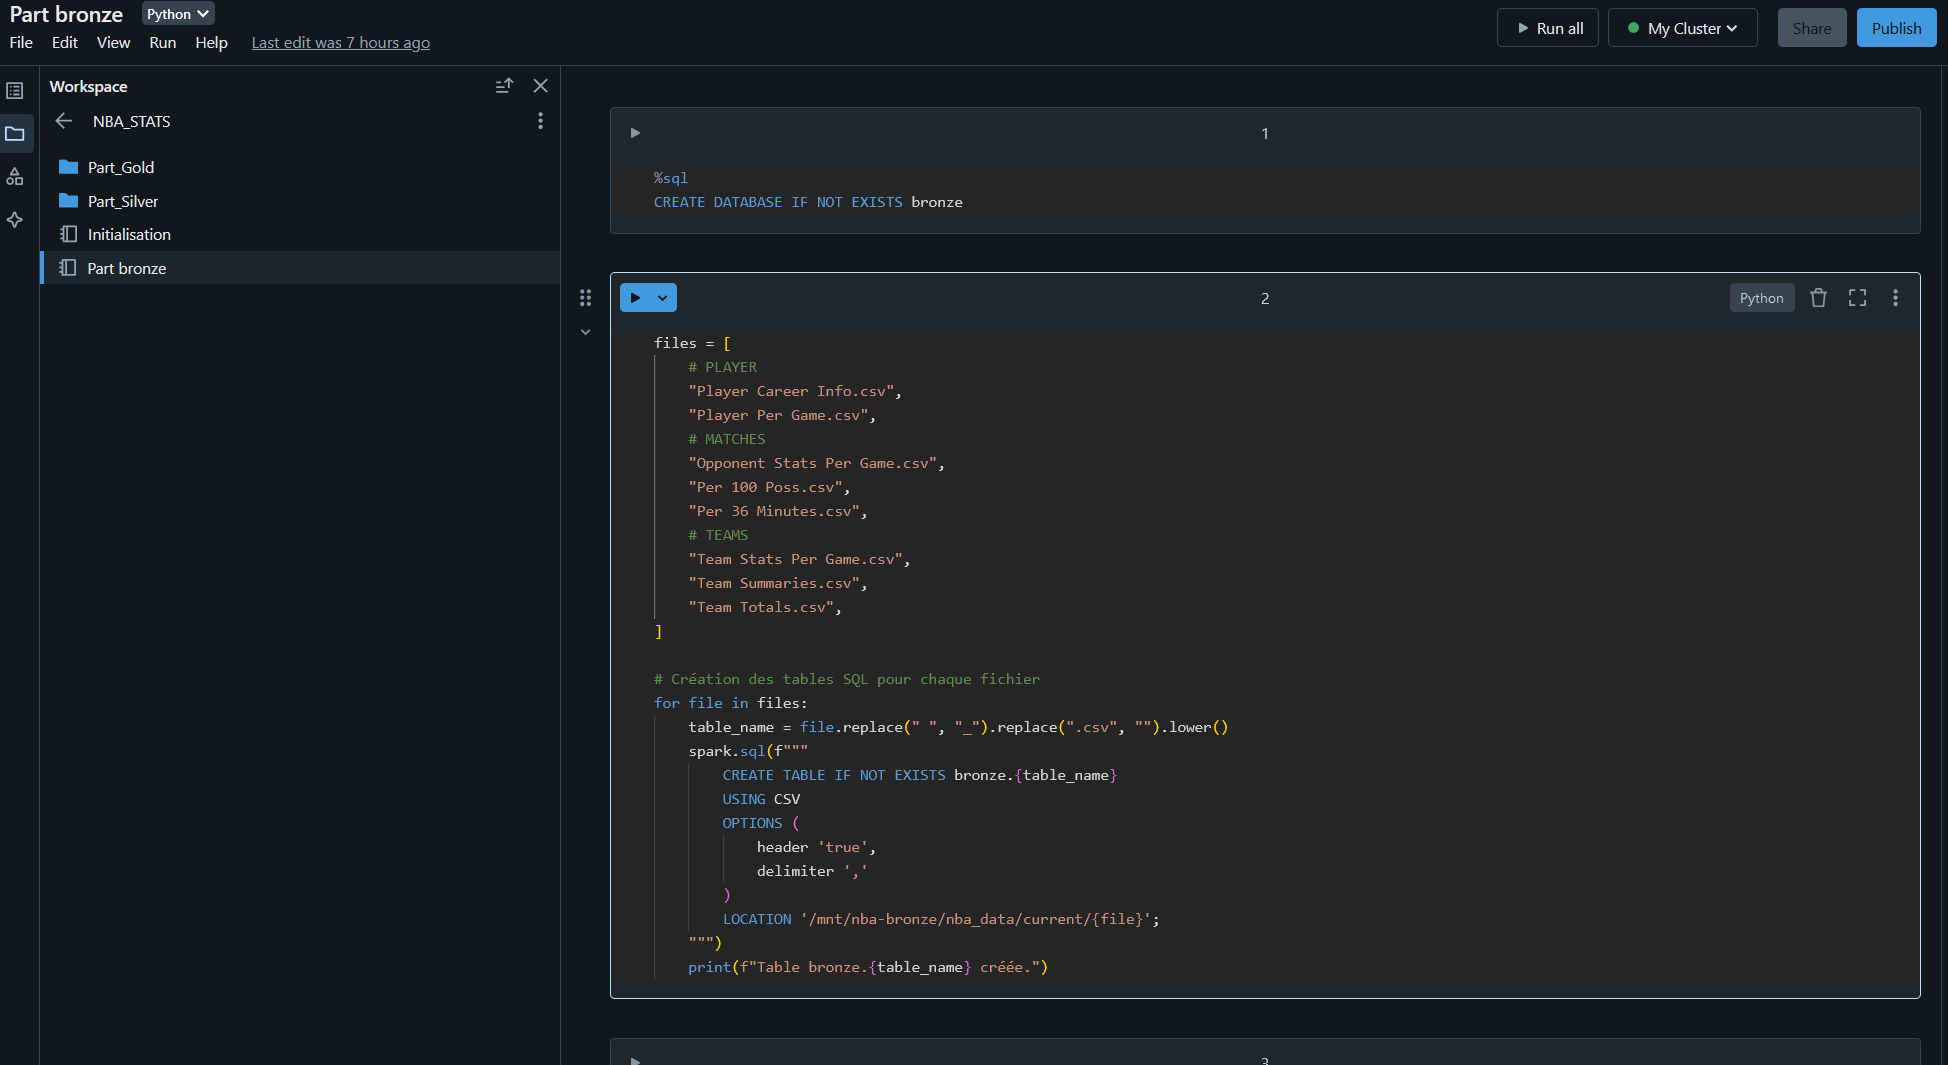 Part bronze
Python
File Edit View Run Help Last edit was 7 hours ago
Run all
My Cluster
Share
Publish
Workspace
NBA_STATS
Part_Gold
Part_Silver
Initialisation
Part bronze
1
%sql
CREATE DATABASE IF NOT EXISTS bronze
2
Python
files = [
# PLAYER
"Player Career Info.csv",
"Player Per Game.csv",
# MATCHES
"Opponent Stats Per Game.csv",
"Per 100 Poss.csv",
"Per 36 Minutes.csv",
# TEAMS
"Team Stats Per Game.csv",
"Team Summaries.csv",
"Team Totals.csv",
]
# Création des tables SQL pour chaque fichier
for file in files:
table_name = file.replace(" ", "_").replace(".csv", "").lower()
spark.sql(f"""
CREATE TABLE IF NOT EXISTS bronze.{table_name}
USING CSV
OPTIONS (
header 'true',
delimiter ','
)
LOCATION '/mnt/nba-bronze/nba_data/current/{file}';
""")
print(f"Table bronze.{table_name} créée.")
3